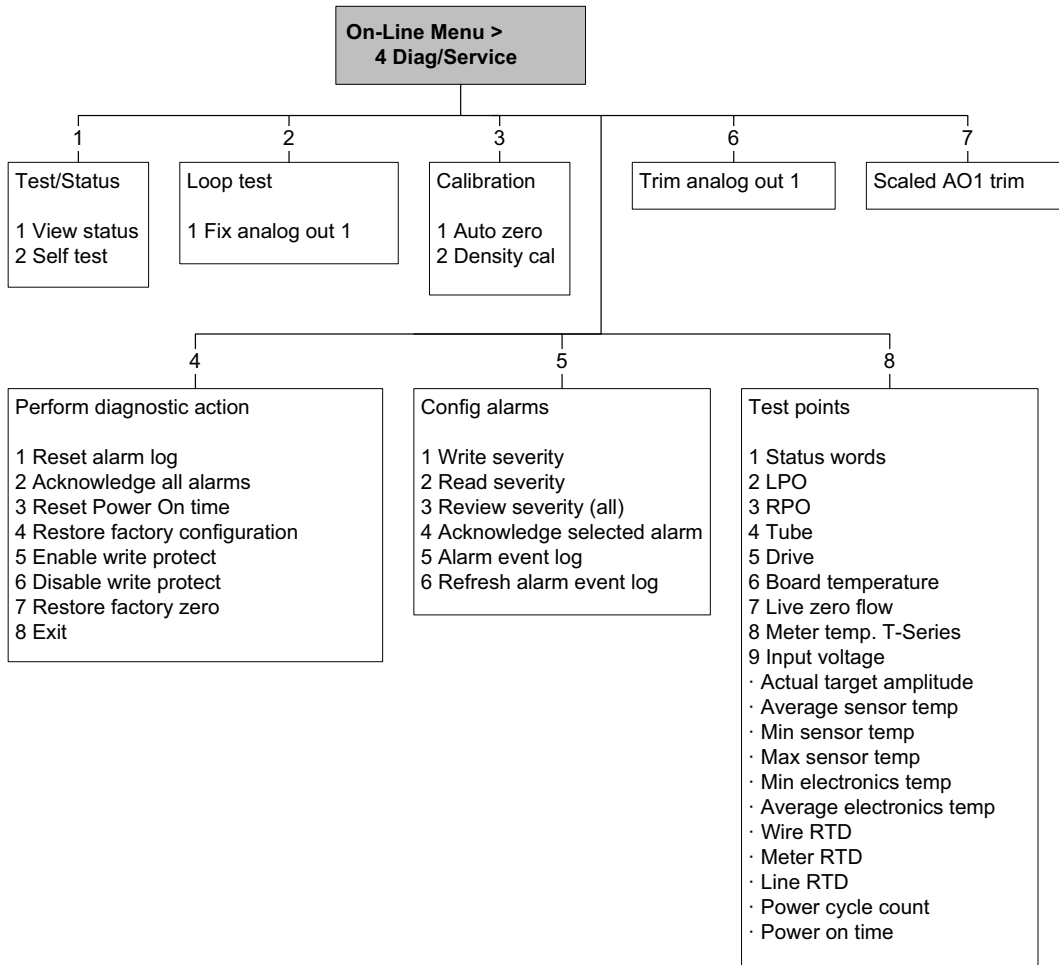 On-Line Menu >
4 Diag/Service
1
2
3
6
7
Test/Status
1 View status
2 Self test
Loop test
1 Fix analog out 1
Calibration
1 Auto zero
2 Density cal
Trim analog out 1
Scaled AO1 trim
4
5
8
Perform diagnostic action
1 Reset alarm log
2 Acknowledge all alarms
3 Reset Power On time
4 Restore factory configuration
5 Enable write protect
6 Disable write protect
7 Restore factory zero
8 Exit
Config alarms
1 Write severity
2 Read severity
3 Review severity (all)
4 Acknowledge selected alarm
5 Alarm event log
6 Refresh alarm event log
Test points
1 Status words
2 LPO
3 RPO
4 Tube
5 Drive
6 Board temperature
7 Live zero flow
8 Meter temp. T-Series
9 Input voltage
· Actual target amplitude
· Average sensor temp
· Min sensor temp
· Max sensor temp
· Min electronics temp
· Average electronics temp
· Wire RTD
· Meter RTD
· Line RTD
· Power cycle count
· Power on time